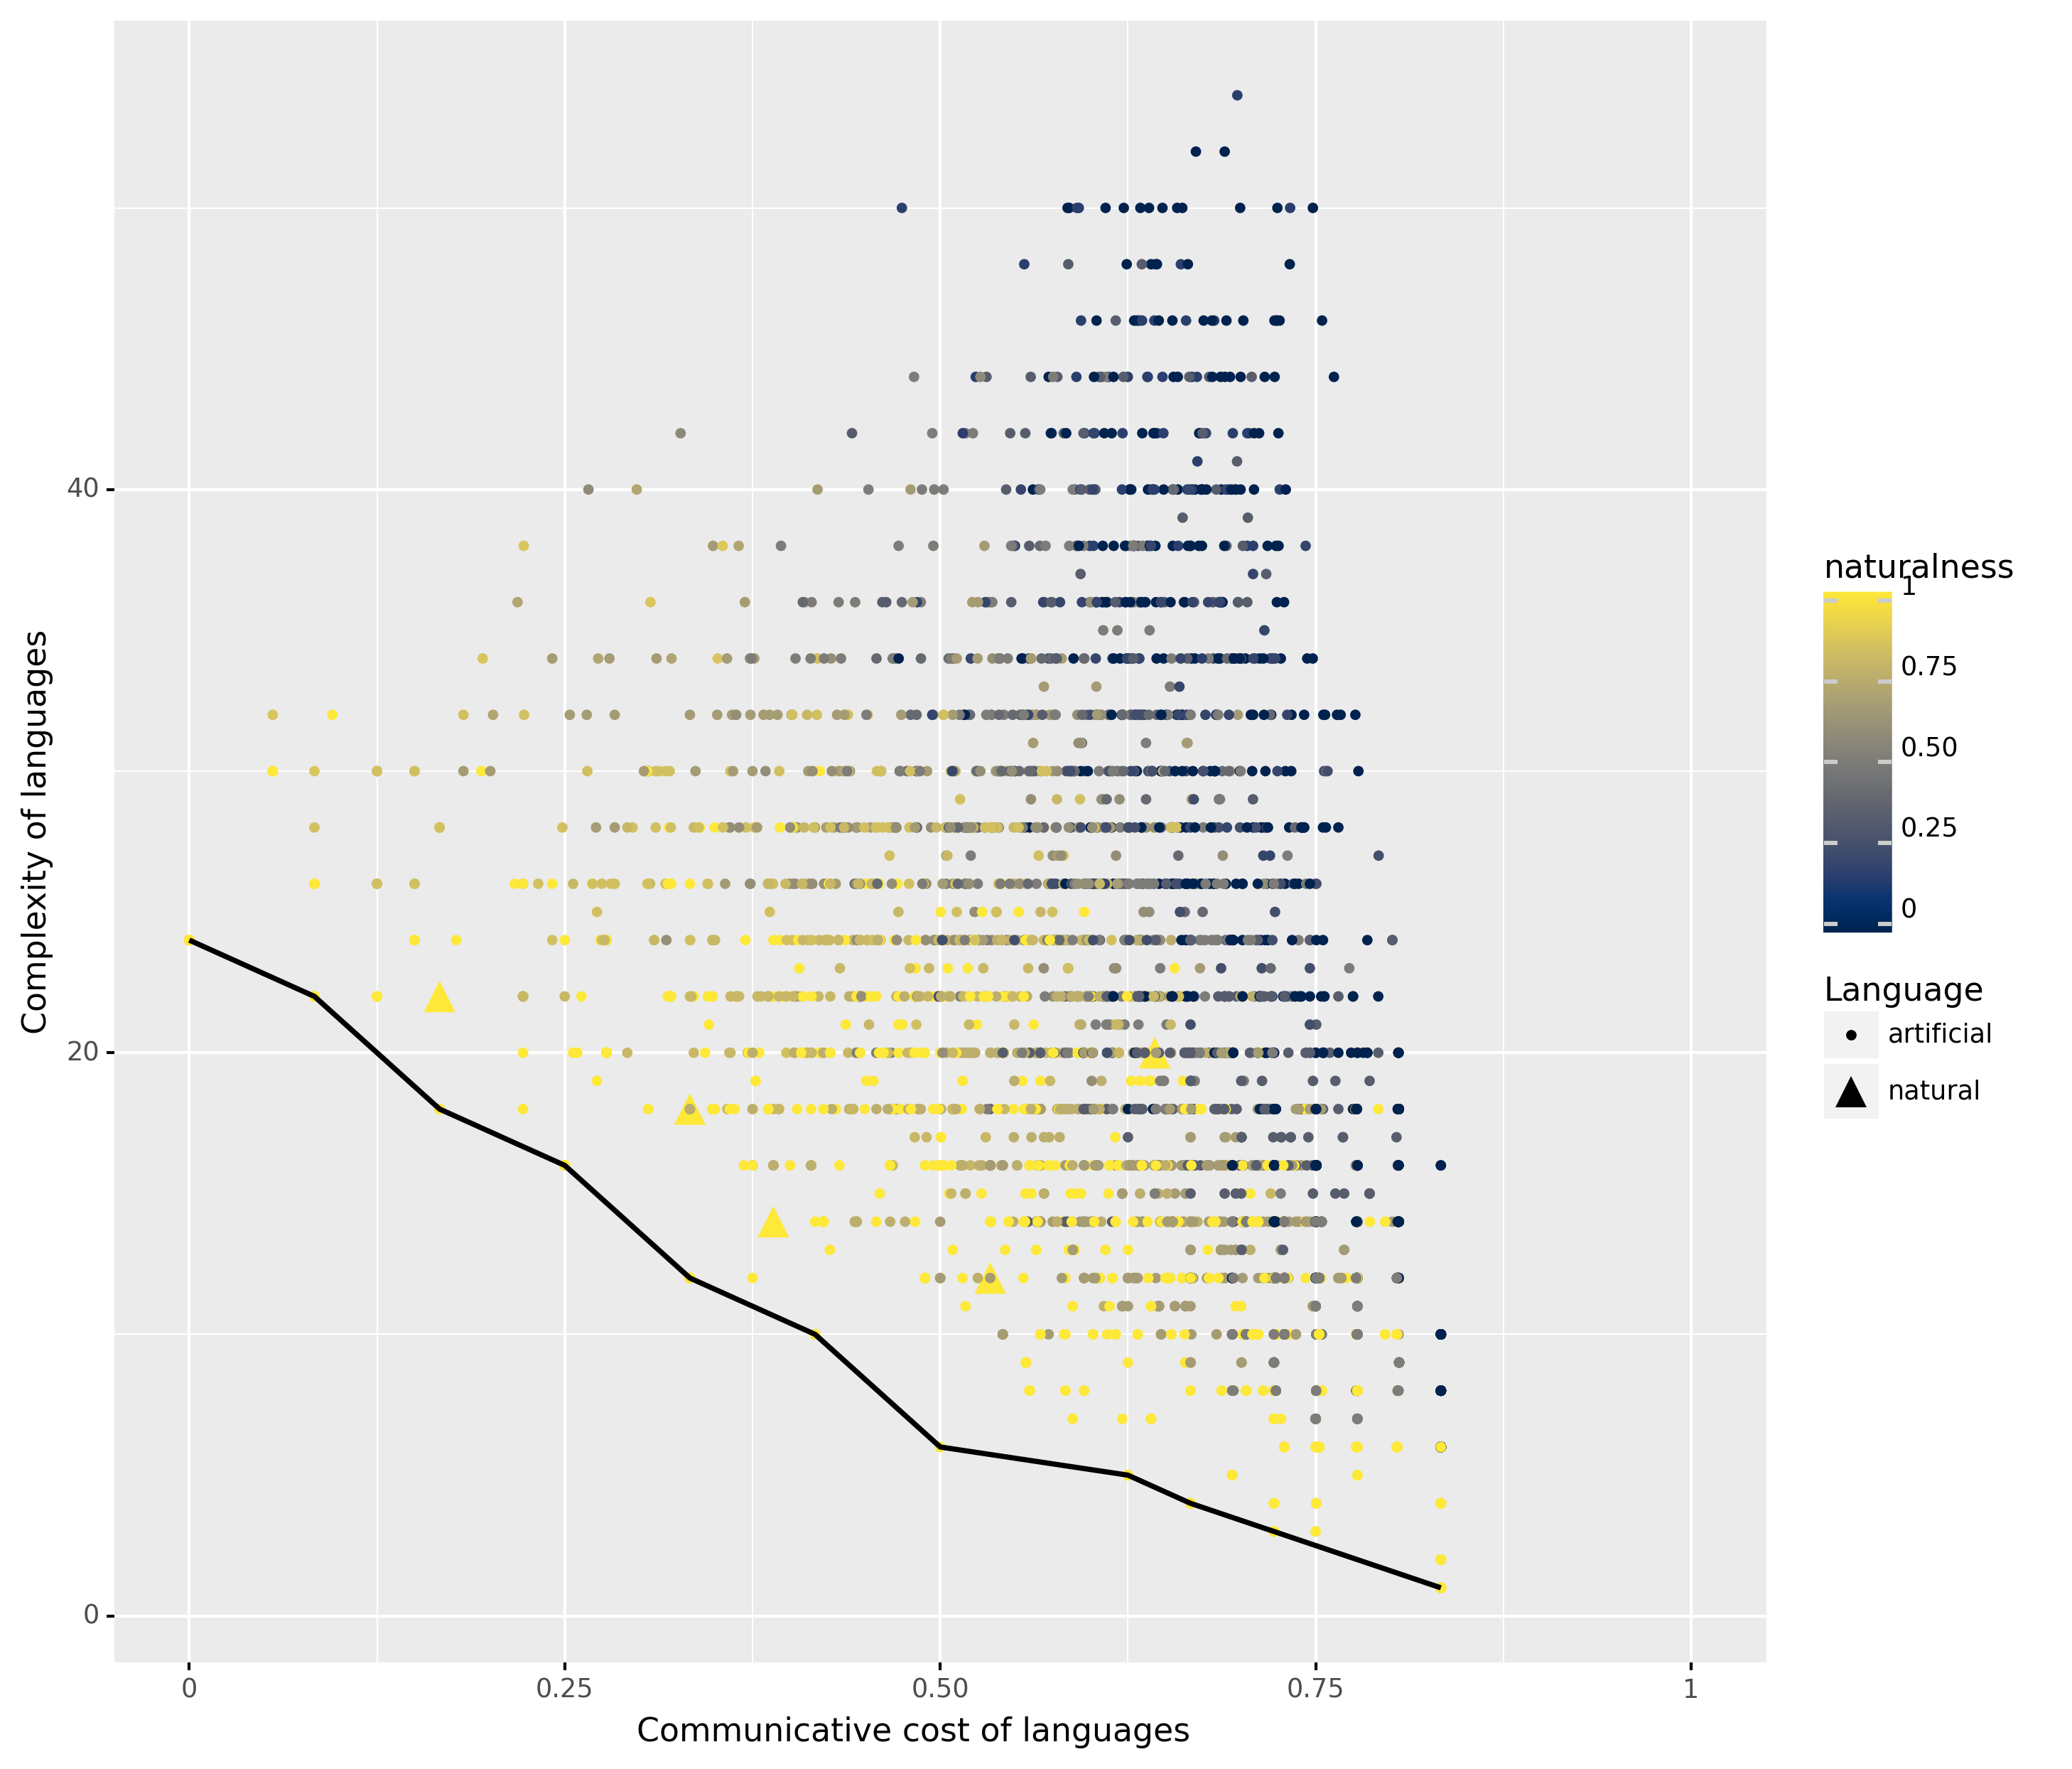 Complexity of languages
40
20
0
0
0.25
0.50
0.75
1
Communicative cost of languages
naturalness
1
0.75
0.50
0.25
0
Language
artificial
natural